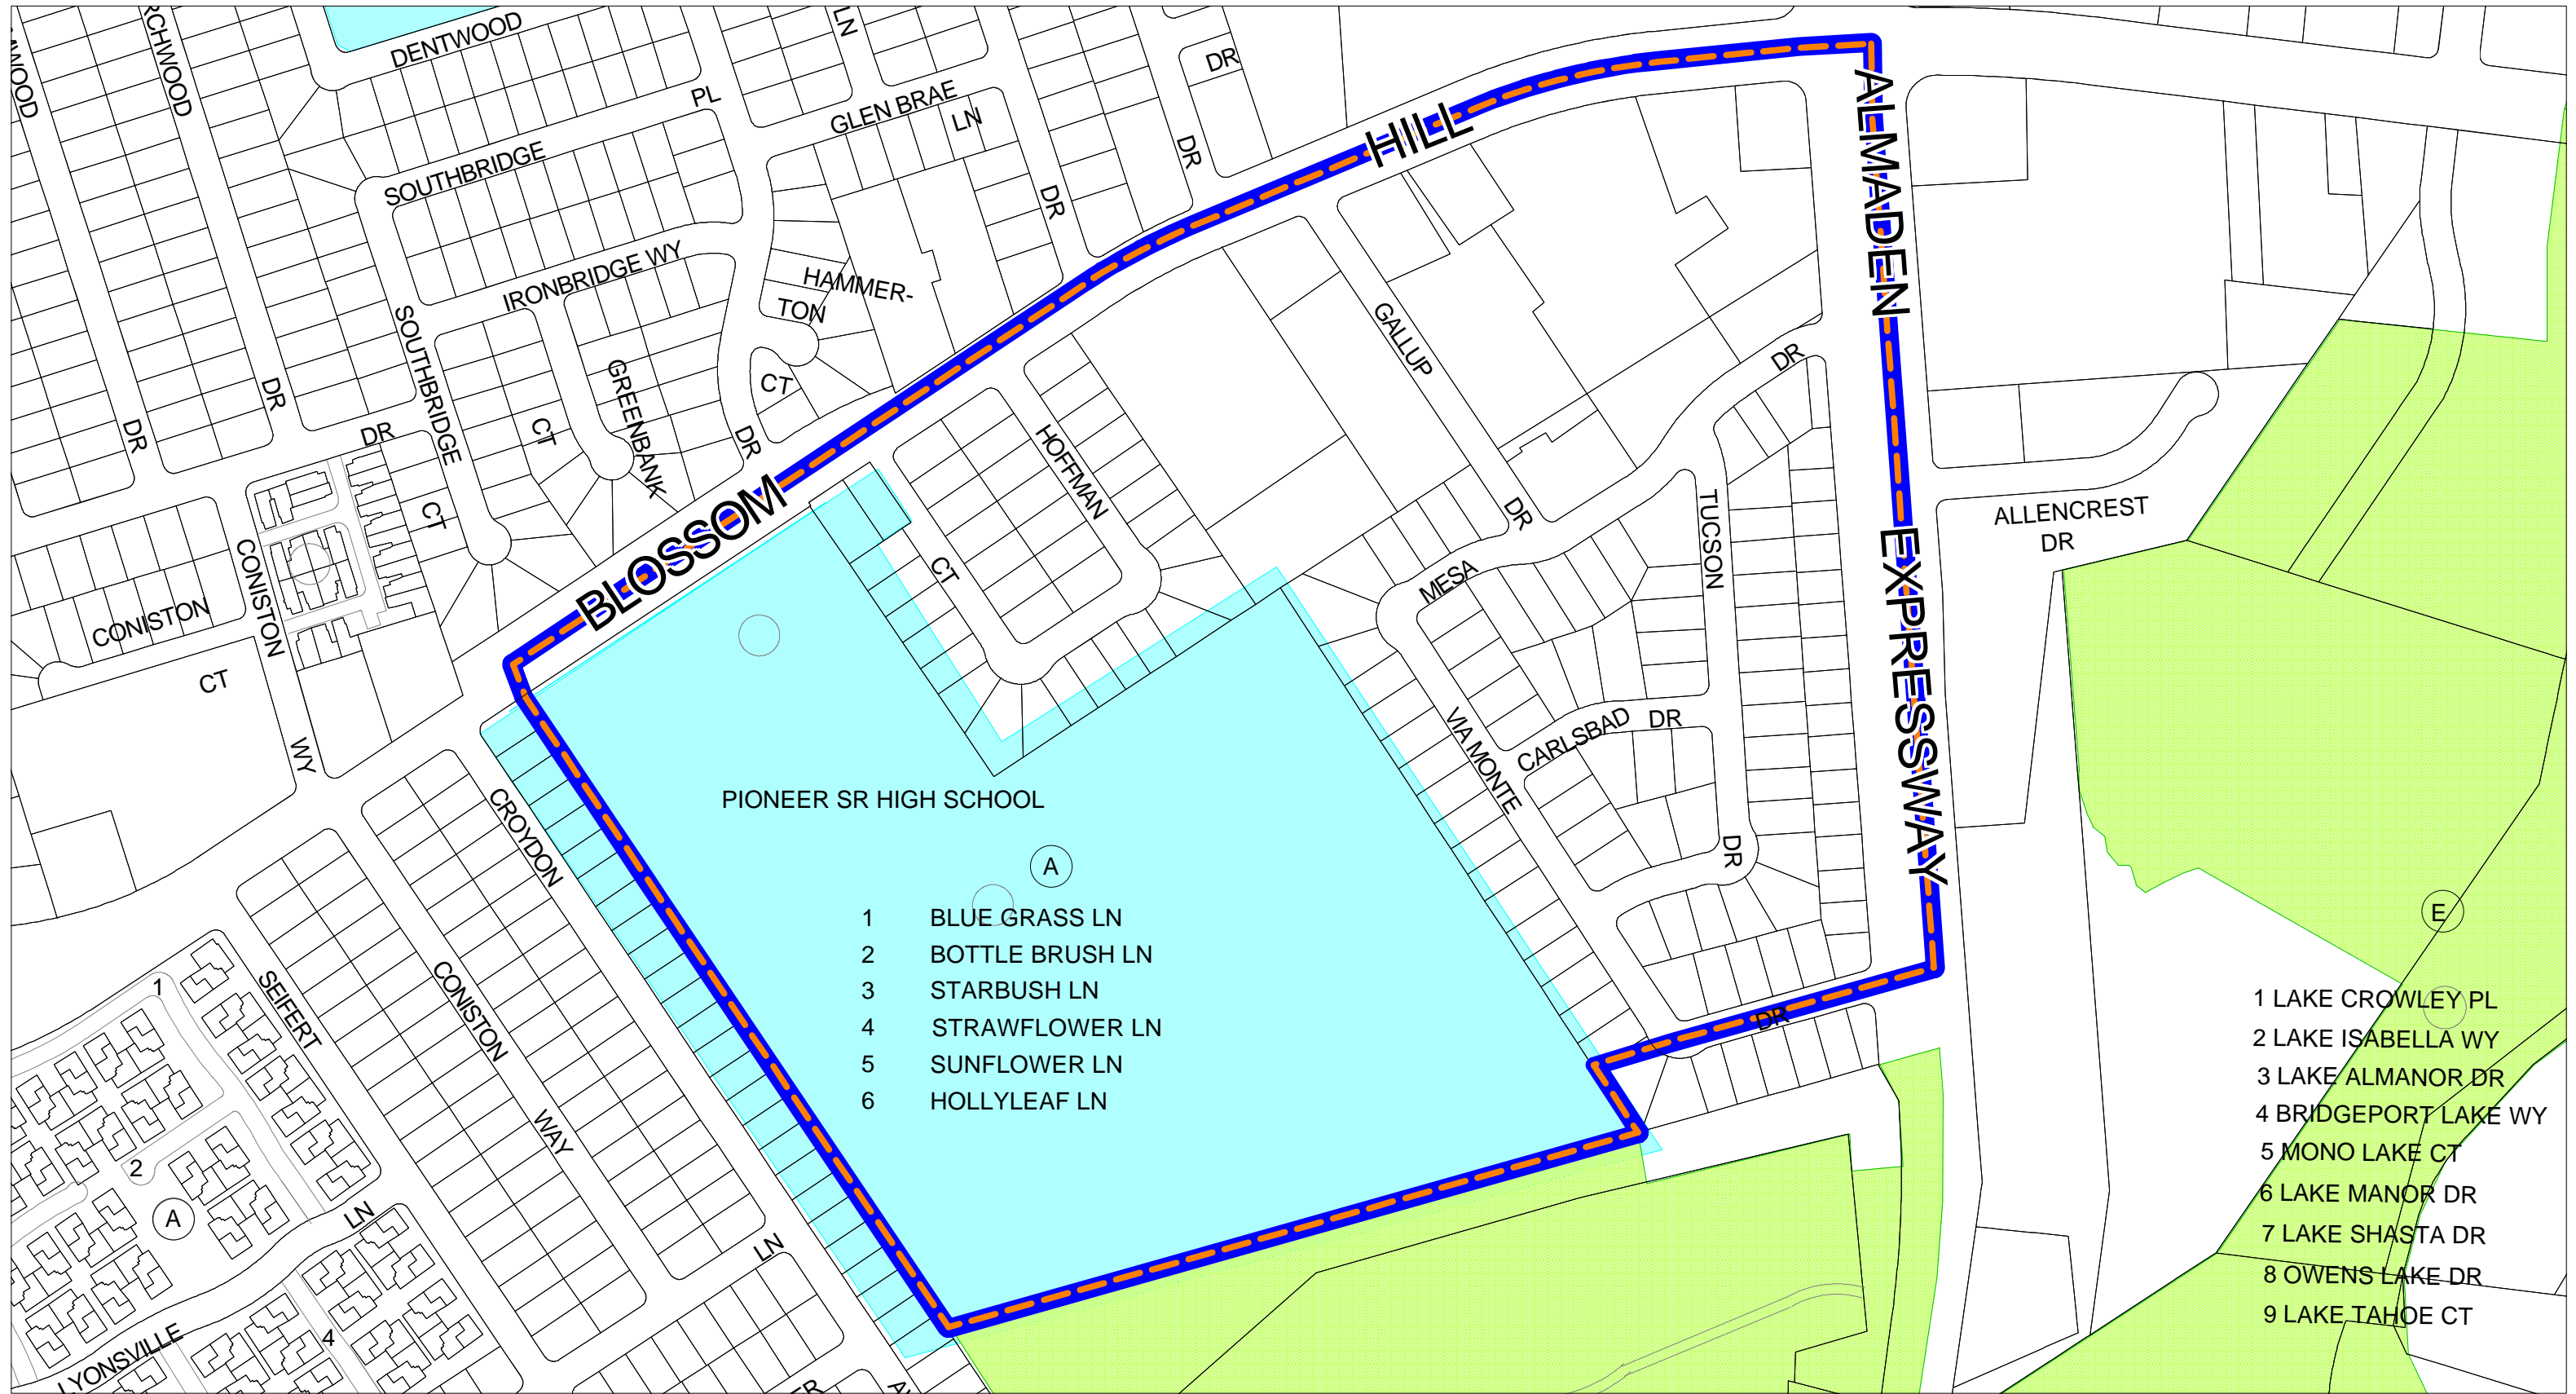 DENTWOOD
LN
DR
PL
GLEN BRAE
LN
HILL
ALMADEN
DR
SOUTHBRIDGE
DR
IRONBRIDGE WY
HAMMER-
TON
GALLUP
SOUTHBRIDGE
DR
GREENBANK
CT
DR
DR
DR
CT
DR
HOFFMAN
CT
BLOSSOM
TUCSON
DR
ALLENCREST
DR
EXPRESSWAY
CONISTON
CT
MESA
CONISTON
CT
WY
VIA MONTE
CARLSBAD
DR
CROYDON
PIONEER SR HIGH SCHOOL
DR
A
1 BLUE GRASS LN
2 BOTTLE BRUSH LN
3 STARBUSH LN
4 STRAWFLOWER LN
5 SUNFLOWER LN
6 HOLLYLEAF LN
E
1
SEIFERT
CONISTON
WAY
DR
1 LAKE CROWLEY PL
2 LAKE ISABELLA WY
3 LAKE ALMANOR DR
4 BRIDGEPORT LAKE WY
5 MONO LAKE CT
6 LAKE MANOR DR
7 LAKE SHASTA DR
8 OWENS LAKE DR
9 LAKE TAHOE CT
2
A
LN
LN
4
LYONSVILLE